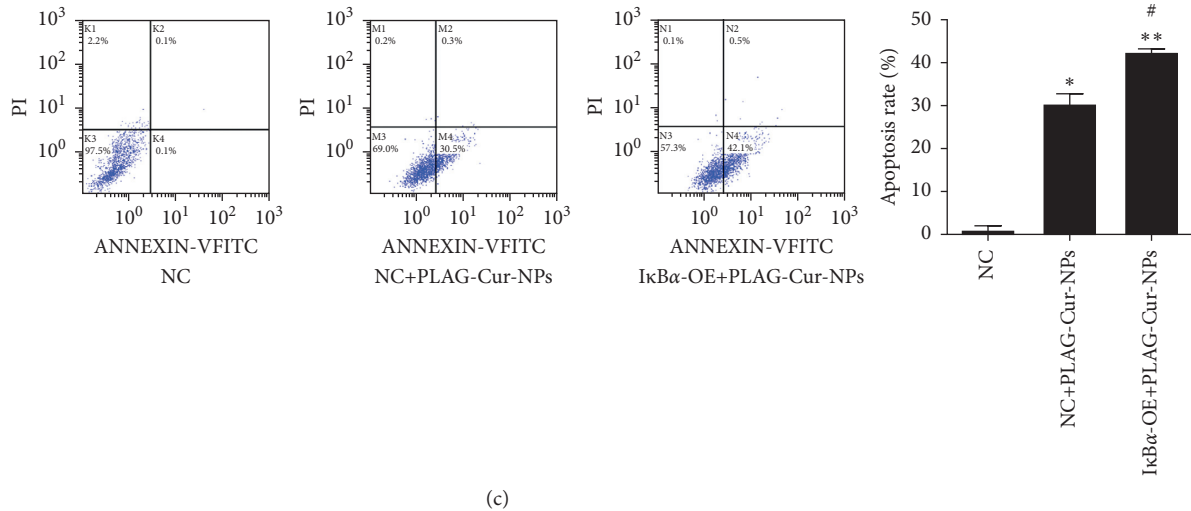 10³
10²
10¹
10⁰
PI
K1
2.2%
K2
0.1%
K3
97.5%
K4
0.1%
10⁰ 10¹ 10² 10³
ANNEXIN-VFITC
NC
10³
10²
10¹
10⁰
PI
M1
0.2%
M2
0.3%
M3
69.0%
M4
30.5%
10⁰ 10¹ 10² 10³
ANNEXIN-VFITC
NC+PLAG-Cur-NPs
10³
10²
10¹
10⁰
PI
N1
0.1%
N2
0.5%
N3
57.3%
N4
42.1%
10⁰ 10¹ 10² 10³
ANNEXIN-VFITC
IκBα-OE+PLAG-Cur-NPs
Apoptosis rate (%)
50
40
30
20
10
0
*
#
**
NC
NC+PLAG-Cur-NPs
IκBα-OE+PLAG-Cur-NPs
(c)